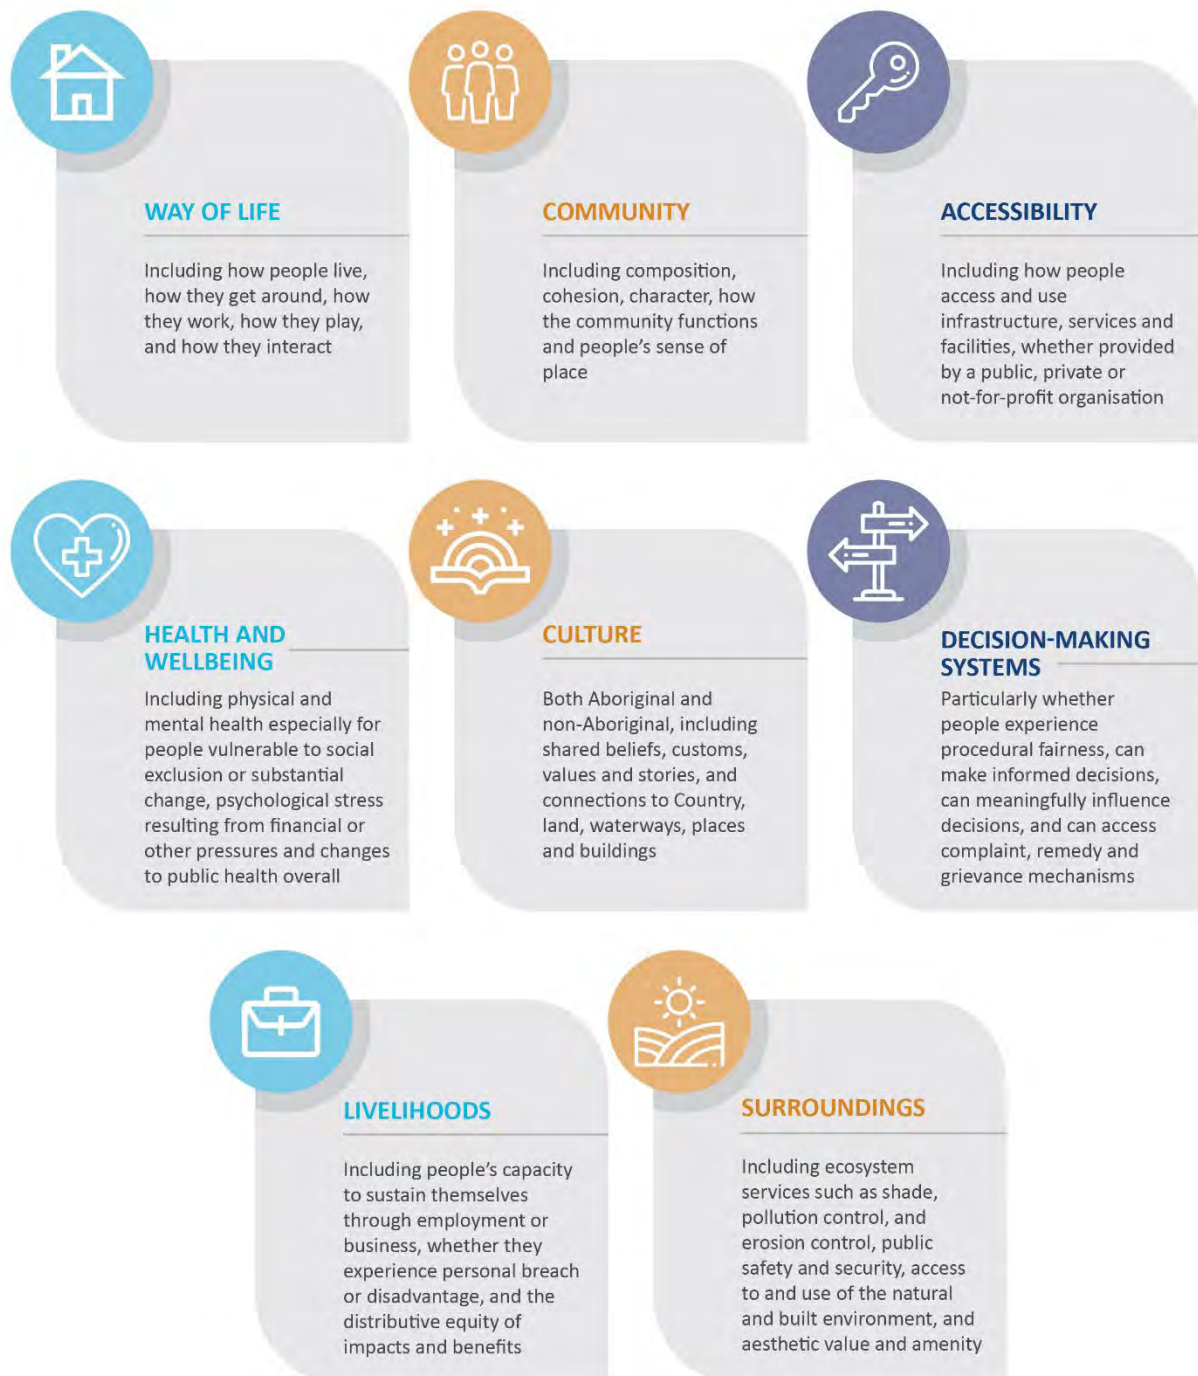 WAY OF LIFE
Including how people live,
how they get around, how
they work, how they play,
and how they interact
COMMUNITY
Including composition,
cohesion, character, how
the community functions
and people’s sense of
place
ACCESSIBILITY
Including how people
access and use
infrastructure, services and
facilities, whether provided
by a public, private or
not-for-profit organisation
HEALTH AND
WELLBEING
Including physical and
mental health especially for
people vulnerable to social
exclusion or substantial
change, psychological stress
resulting from financial or
other pressures and changes
to public health overall
CULTURE
Both Aboriginal and
non-Aboriginal, including
shared beliefs, customs,
values and stories, and
connections to Country,
land, waterways, places
and buildings
DECISION-MAKING
SYSTEMS
Particularly whether
people experience
procedural fairness, can
make informed decisions,
can meaningfully influence
decisions, and can access
complaint, remedy and
grievance mechanisms
LIVELIHOODS
Including people’s capacity
to sustain themselves
through employment or
business, whether they
experience personal breach
or disadvantage, and the
distributive equity of
impacts and benefits
SURROUNDINGS
Including ecosystem
services such as shade,
pollution control, and
erosion control, public
safety and security, access
to and use of the natural
and built environment, and
aesthetic value and amenity